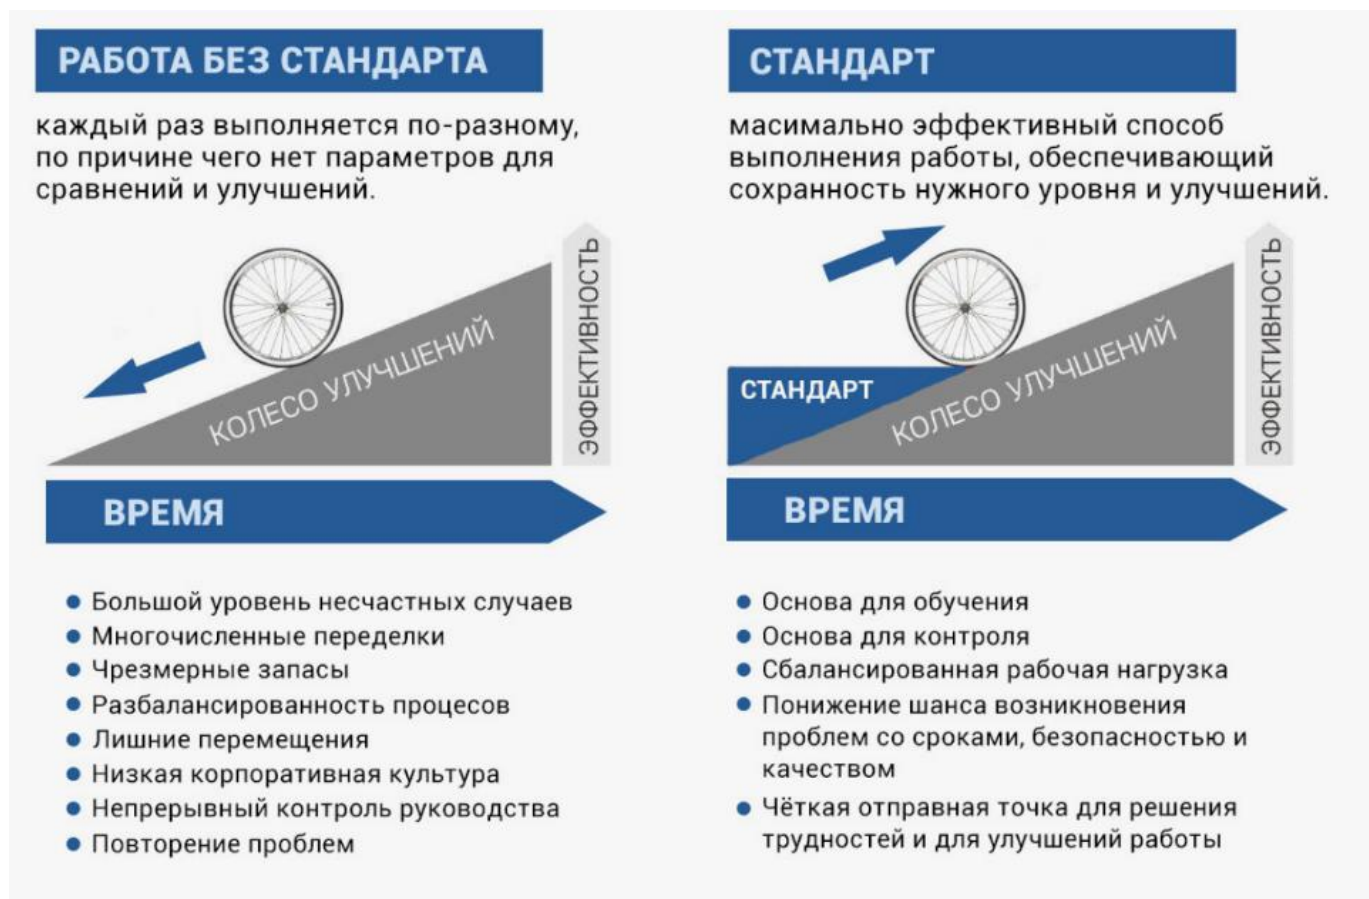 РАБОТА БЕЗ СТАНДАРТА
каждый раз выполняется по-разному,
по причине чего нет параметров для
сравнений и улучшений.
КОЛЕСО УЛУЧШЕНИЙ
ЭФФЕКТИВНОСТЬ
ВРЕМЯ
Большой уровень несчастных случаев
Многочисленные переделки
Чрезмерные запасы
Разбалансированность процесов
Лишние перемещения
Низкая корпоративная культура
Непрерывный контроль руководства
Повторение проблем
СТАНДАРТ
масимально эффективный способ
выполнения работы, обеспечивающий
сохранность нужного уровня и улучшений.
СТАНДАРТ
КОЛЕСО УЛУЧШЕНИЙ
ЭФФЕКТИВНОСТЬ
ВРЕМЯ
Основа для обучения
Основа для контроля
Сбалансированная рабочая нагрузка
Понижение шанса возникновения
проблем со сроками, безопасностью и
качеством
Чёткая отправная точка для решения
трудностей и для улучшений работы